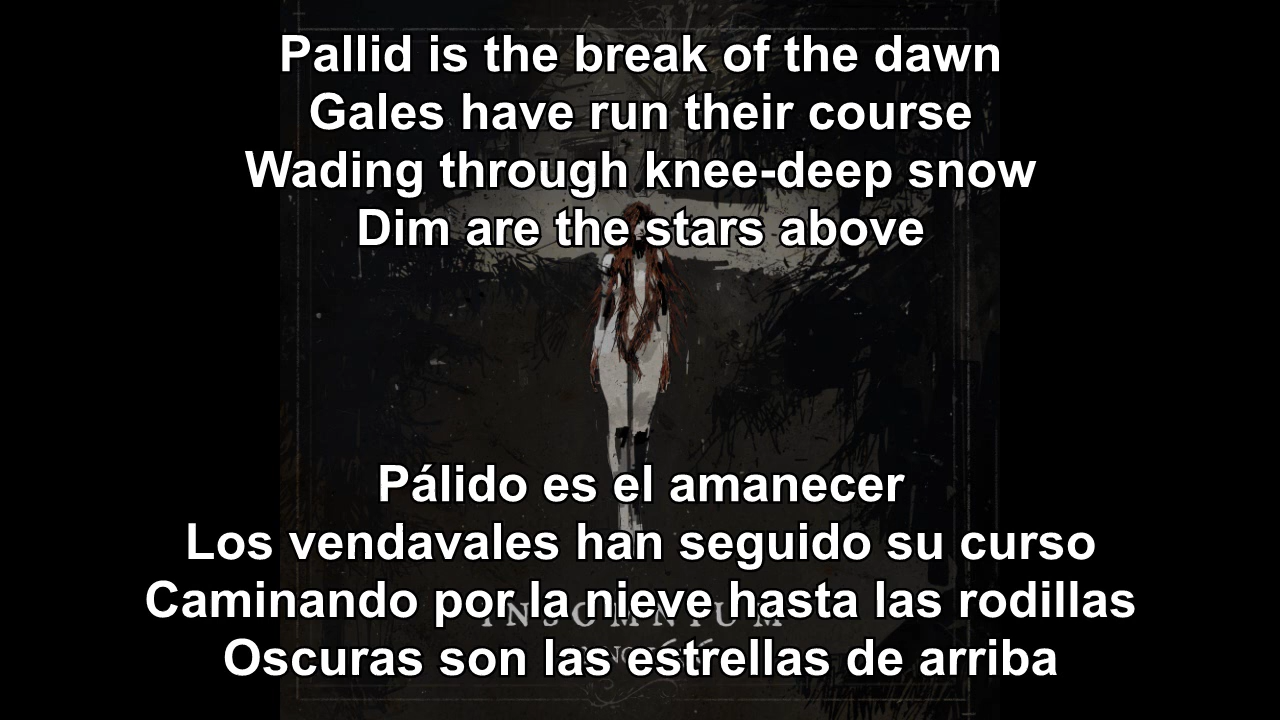 Pallid is the break of the dawn
Gales have run their course
Wading through knee-deep snow
Dim are the stars above
Pálido es el amanecer
Los vendavales han seguido su curso
Caminando por la nieve hasta las rodillas
INSOMNIUM
Oscuras son las estrellas de arriba